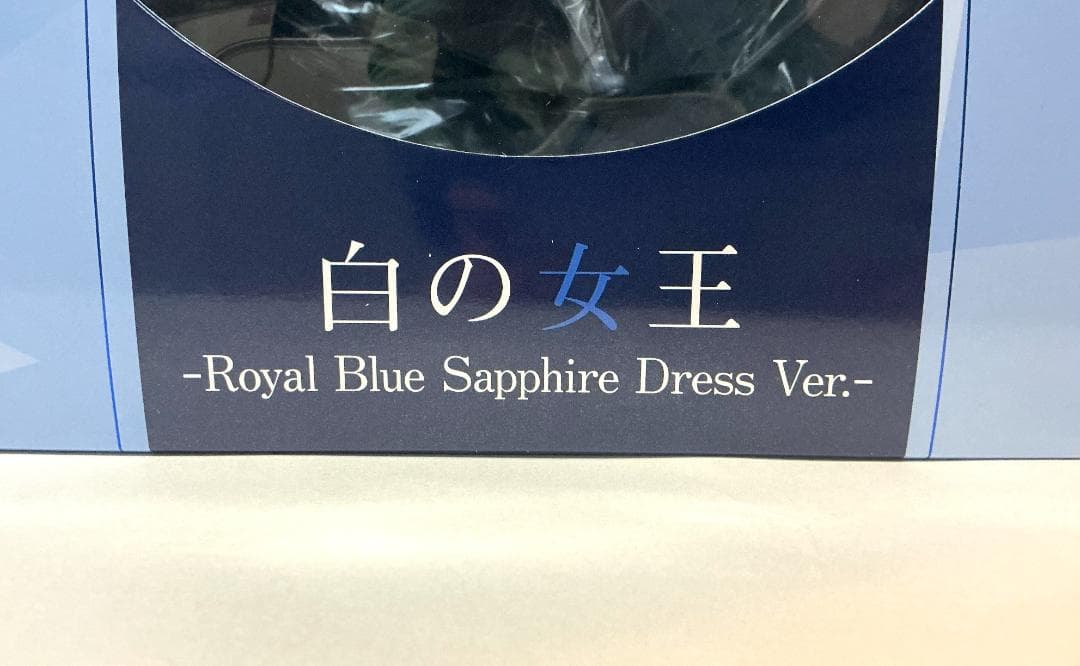 白の女王
-Royal Blue Sapphire Dress Ver.-